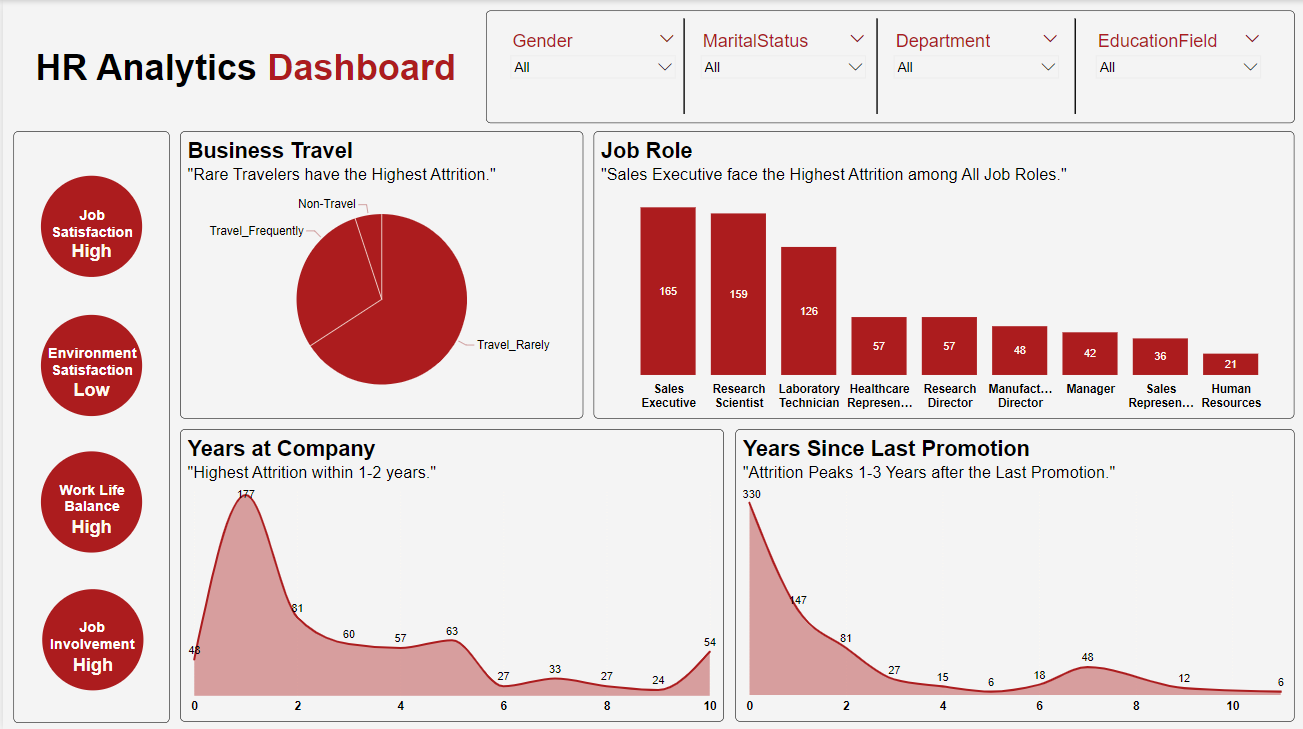 HR Analytics Dashboard
Gender
All
MaritalStatus
All
Department
All
EducationField
All
Job
Satisfaction
High
Environment
Satisfaction
Low
Work Life
Balance
High
Job
Involvement
High
Business Travel
"Rare Travelers have the Highest Attrition."
Non-Travel
Travel_Frequently
Travel_Rarely
Job Role
"Sales Executive face the Highest Attrition among All Job Roles."
165
159
126
57
57
48
42
36
21
Sales
Executive
Research
Scientist
Laboratory
Technician
Healthcare
Represen...
Research
Director
Manufact...
Director
Manager
Sales
Represen...
Human
Resources
Years at Company
"Highest Attrition within 1-2 years."
48
177
81
60
57
63
27
33
27
24
54
0 2 4 6 8 10
Years Since Last Promotion
"Attrition Peaks 1-3 Years after the Last Promotion."
330
147
81
27
15
6
18
48
12
6
0 2 4 6 8 10